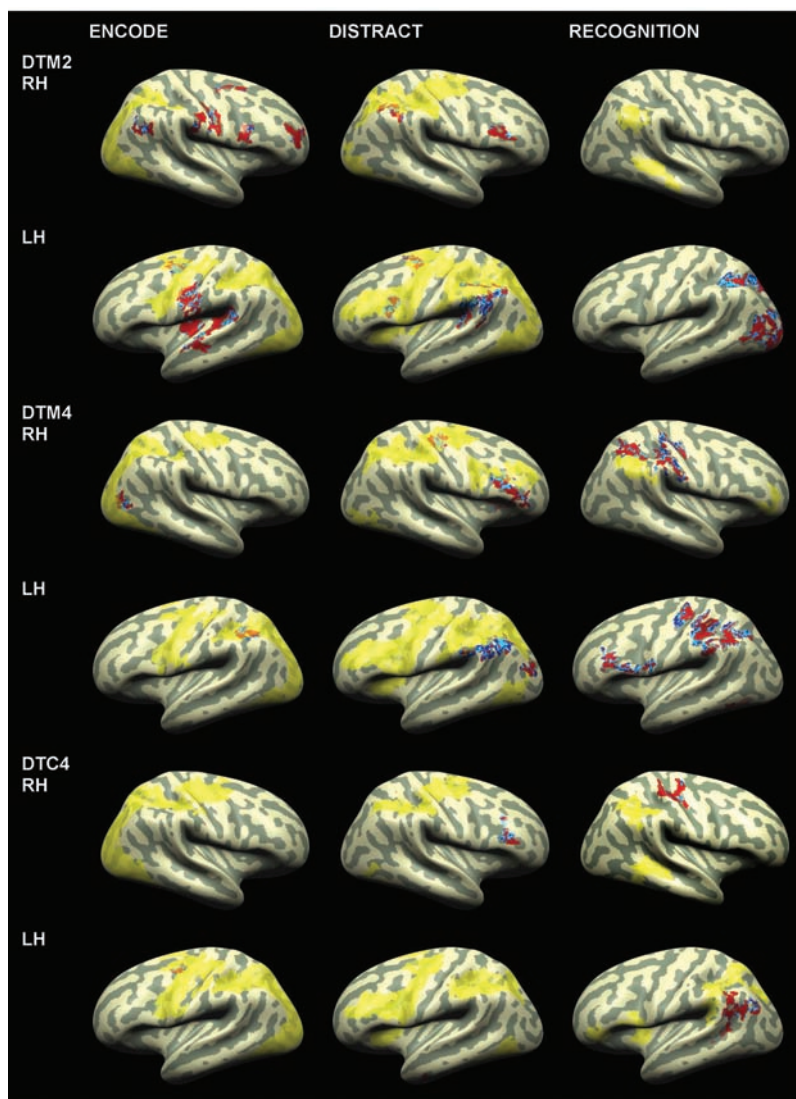 ENCODE DISTRACT RECOGNITION
DTM2
RH
LH
DTM4
RH
LH
DTC4
RH
LH